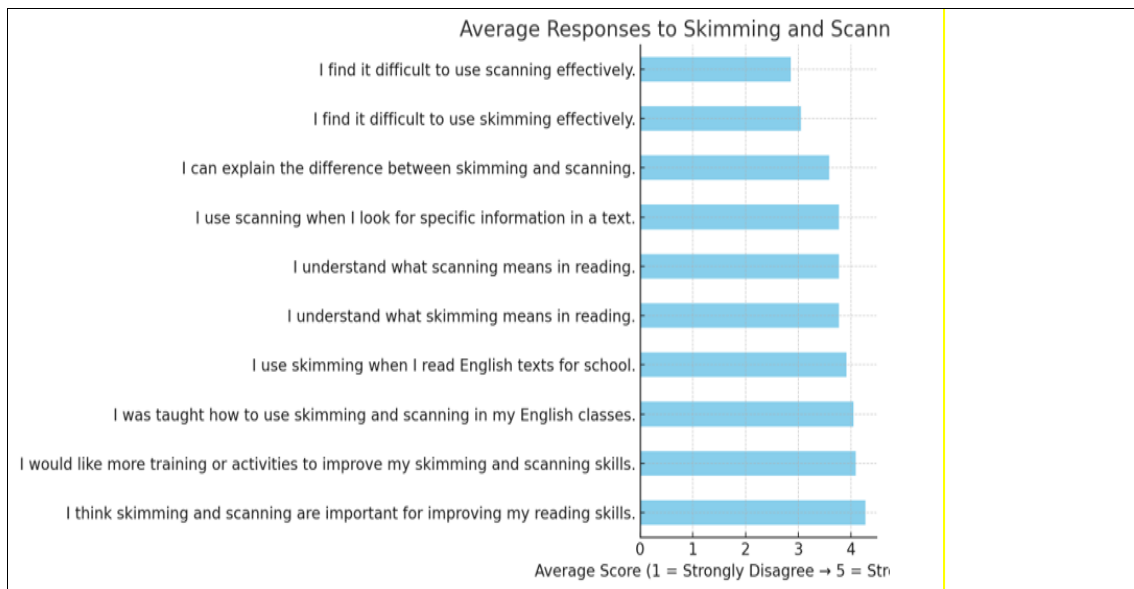 Average Responses to Skimming and Scann
I find it difficult to use scanning effectively.
I find it difficult to use skimming effectively.
I can explain the difference between skimming and scanning.
I use scanning when I look for specific information in a text.
I understand what scanning means in reading.
I understand what skimming means in reading.
I use skimming when I read English texts for school.
I was taught how to use skimming and scanning in my English classes.
I would like more training or activities to improve my skimming and scanning skills.
I think skimming and scanning are important for improving my reading skills.
0 1 2 3 4
Average Score (1 = Strongly Disagree → 5 = Str